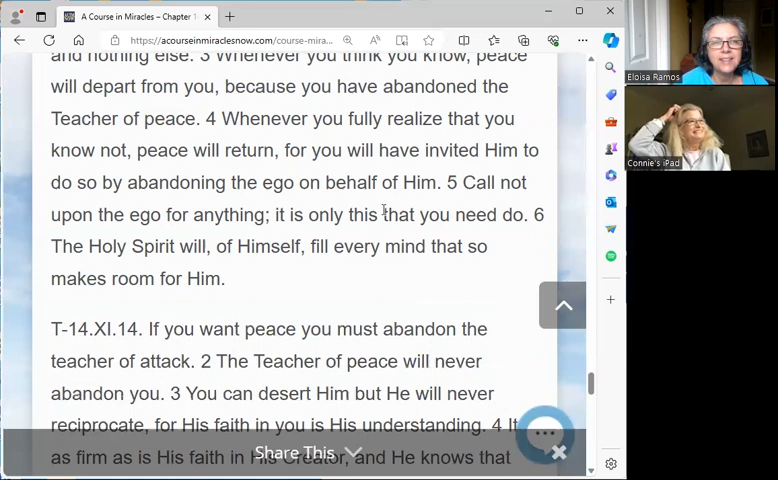 A Course in Miracles – Chapter 1
https://acourseinmiraclesnow.com/course-mira...
and nothing else. 3 Whenever you think you know, peace
will depart from you, because you have abandoned the
Teacher of peace. 4 Whenever you fully realize that you
know not, peace will return, for you will have invited Him to
do so by abandoning the ego on behalf of Him. 5 Call not
upon the ego for anything; it is only this that you need do. 6
The Holy Spirit will, of Himself, fill every mind that so
makes room for Him.
T-14.XI.14. If you want peace you must abandon the
teacher of attack. 2 The Teacher of peace will never
abandon you. 3 You can desert Him but He will never
reciprocate, for His faith in you is His understanding. 4 It
as firm as is His faith in His Creator, and He knows that
Share This
Eloisa Ramos
Connie's iPad